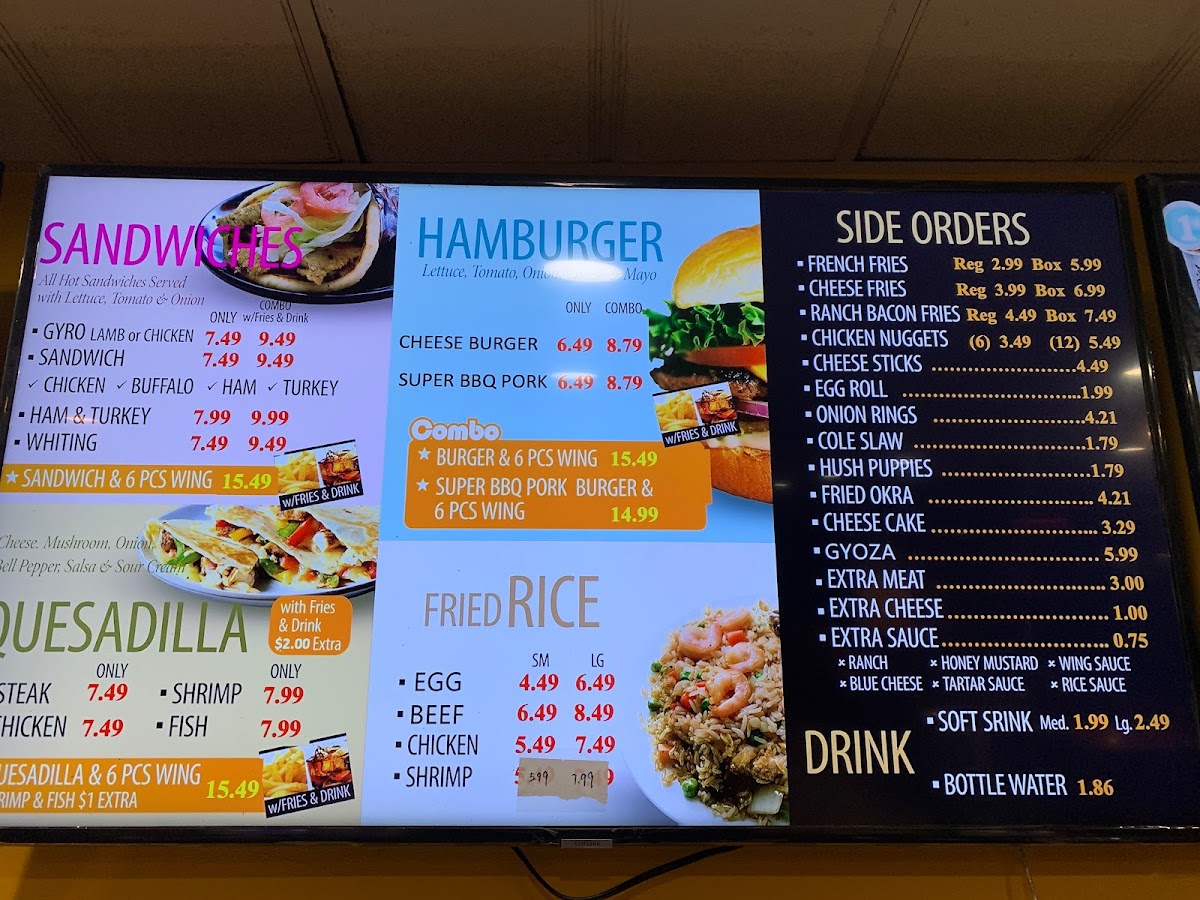 SANDWICHES
All Hot Sandwiches Served
with Lettuce, Tomato & Onion
COMBO
ONLY w/Fries & Drink
▪ GYRO LAMB or CHICKEN 7.49 9.49
▪ SANDWICH 7.49 9.49
✓ CHICKEN ✓ BUFFALO ✓ HAM ✓ TURKEY
▪ HAM & TURKEY 7.99 9.99
▪ WHITING 7.49 9.49
★ SANDWICH & 6 PCS WING 15.49
w/FRIES & DRINK
Cheese. Mushroom, Onion,
Bell Pepper, Salsa & Sour Cream
QUESADILLA
with Fries
& Drink
$2.00 Extra
ONLY ONLY
STEAK 7.49 ▪ SHRIMP 7.99
CHICKEN 7.49 ▪ FISH 7.99
UESADILLA & 6 PCS WING 15.49
RIMP & FISH $1 EXTRA
w/FRIES & DRINK
HAMBURGER
Lettuce, Tomato, Onion Mayo
ONLY COMBO
CHEESE BURGER 6.49 8.79
SUPER BBQ PORK 6.49 8.79
w/FRIES & DRINK
Combo
★ BURGER & 6 PCS WING 15.49
★ SUPER BBQ PORK BURGER &
6 PCS WING 14.99
FRIED RICE
SM LG
▪ EGG 4.49 6.49
▪ BEEF 6.49 8.49
▪ CHICKEN 5.49 7.49
▪ SHRIMP 5.99 7.99
SIDE ORDERS
▪ FRENCH FRIES Reg 2.99 Box 5.99
▪ CHEESE FRIES Reg 3.99 Box 6.99
▪ RANCH BACON FRIES Reg 4.49 Box 7.49
▪ CHICKEN NUGGETS (6) 3.49 (12) 5.49
▪ CHEESE STICKS ........................4.49
▪ EGG ROLL ..............................1.99
▪ ONION RINGS ..........................4.21
▪ COLE SLAW ............................1.79
▪ HUSH PUPPIES ........................1.79
▪ FRIED OKRA ........................... 4.21
▪ CHEESE CAKE........................... 3.29
▪ GYOZA ................................ 5.99
▪ EXTRA MEAT ........................... 3.00
▪ EXTRA CHEESE........................ 1.00
▪ EXTRA SAUCE......................... 0.75
× RANCH × HONEY MUSTARD × WING SAUCE
× BLUE CHEESE × TARTAR SAUCE × RICE SAUCE
DRINK
▪ SOFT SRINK Med. 1.99 Lg. 2.49
▪ BOTTLE WATER 1.86